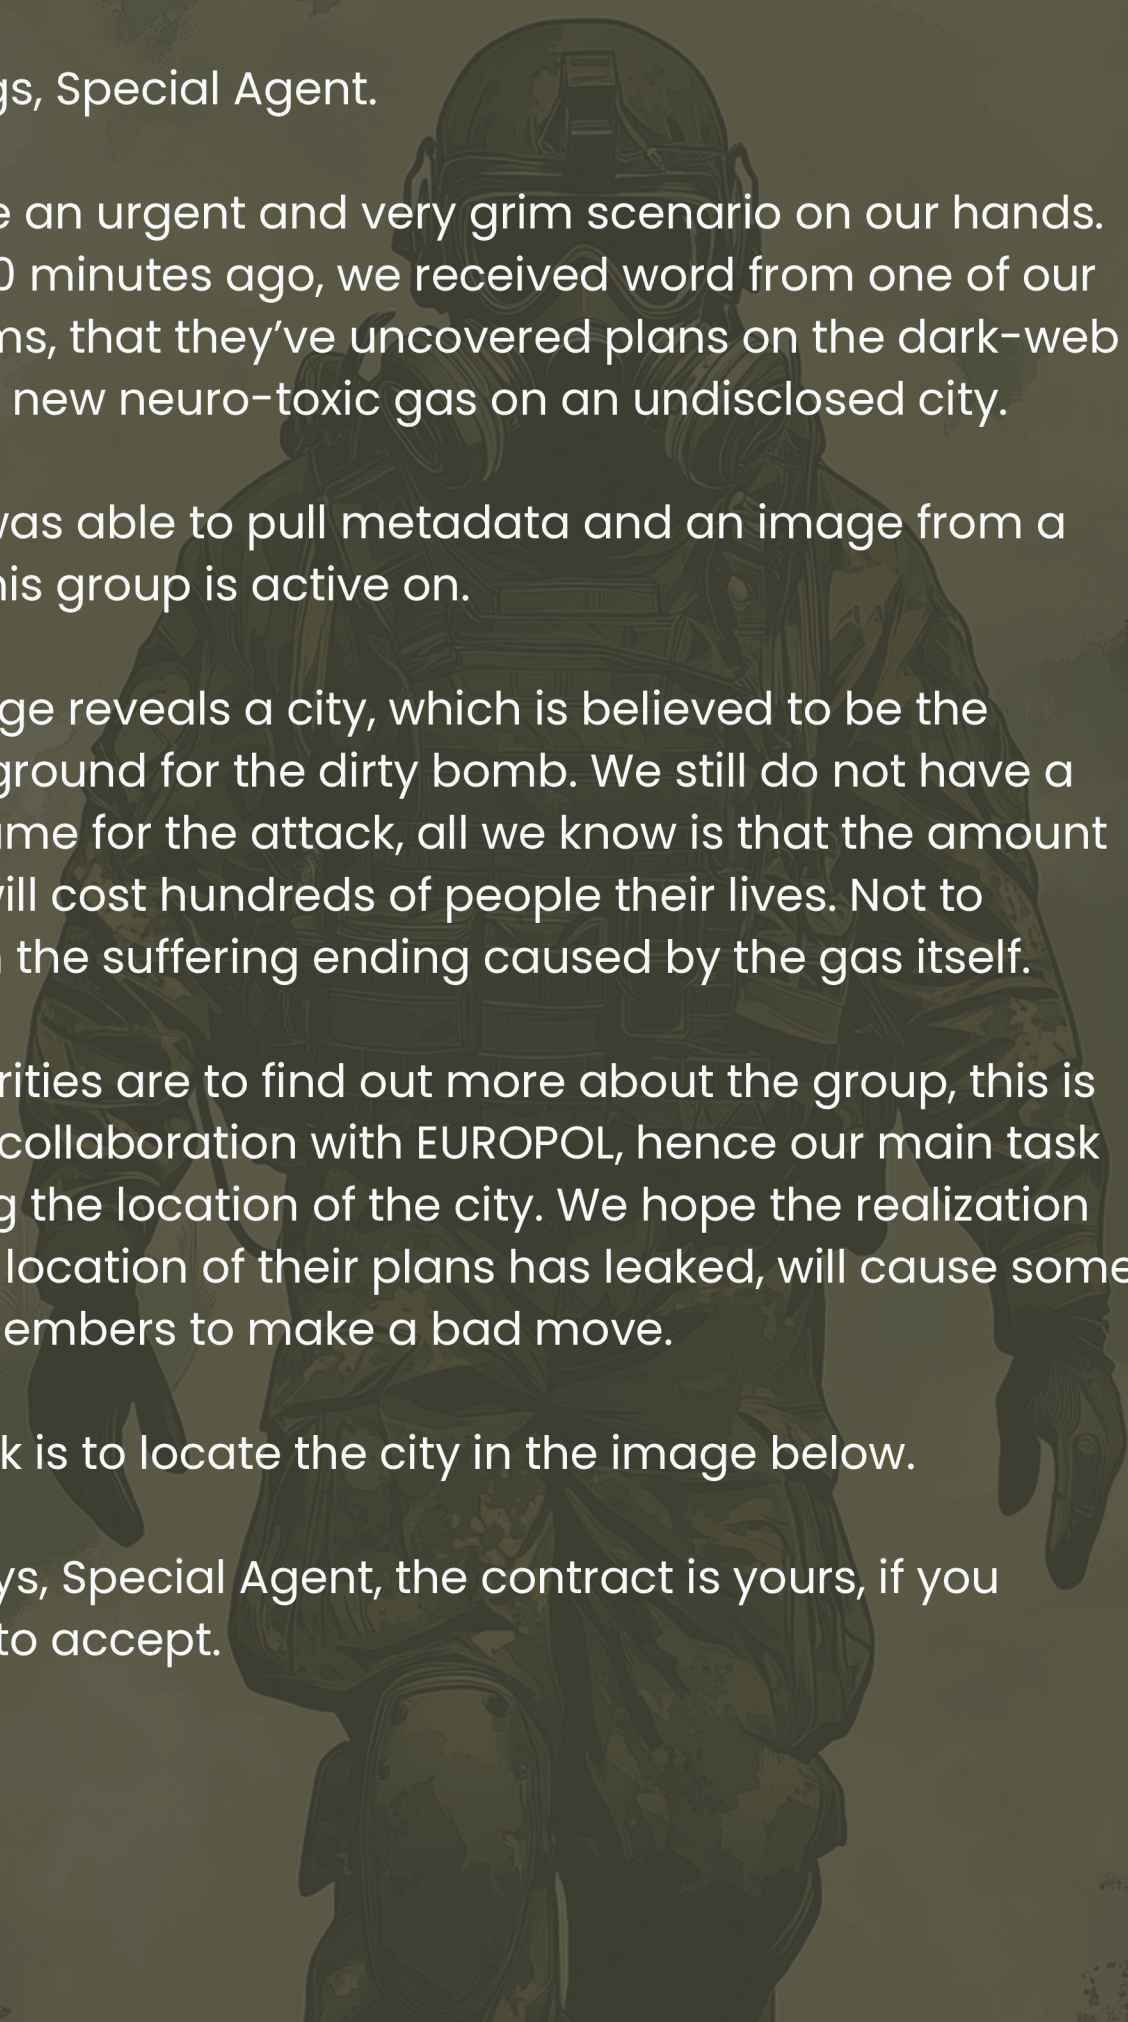 gs, Special Agent.
e an urgent and very grim scenario on our hands.
0 minutes ago, we received word from one of our
ms, that they've uncovered plans on the dark-web
new neuro-toxic gas on an undisclosed city.
was able to pull metadata and an image from a
his group is active on.
ge reveals a city, which is believed to be the
ground for the dirty bomb. We still do not have a
ame for the attack, all we know is that the amount
will cost hundreds of people their lives. Not to
n the suffering ending caused by the gas itself.
rities are to find out more about the group, this is
collaboration with EUROPOL, hence our main task
g the location of the city. We hope the realization
location of their plans has leaked, will cause some
embers to make a bad move.
k is to locate the city in the image below.
ys, Special Agent, the contract is yours, if you
to accept.